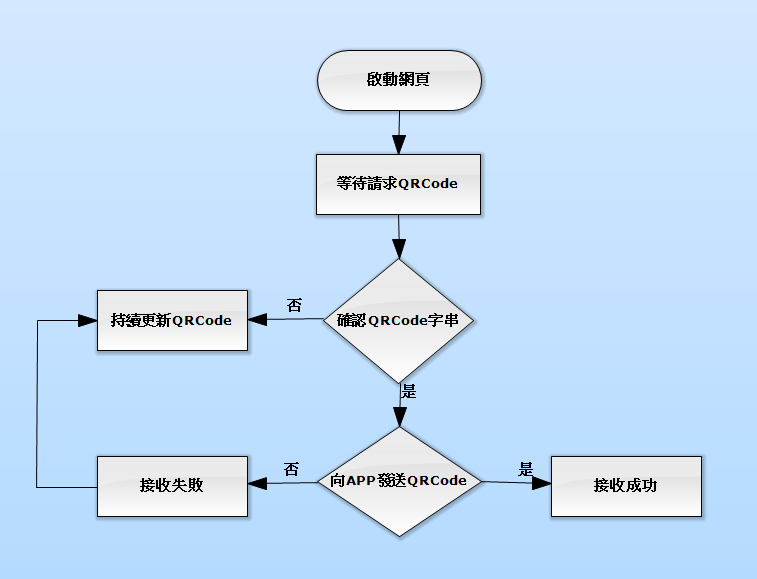 啟動網頁
等待請求QRCode
否
持續更新QRCode
確認QRCode字串
是
否
是
接收失敗
向APP發送QRCode
接收成功